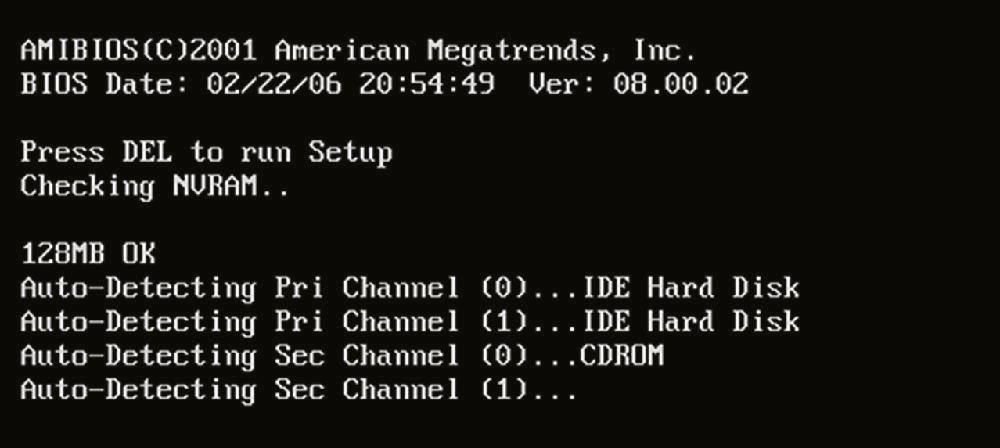 AMIBIOS(C)2001 American Megatrends, Inc.
BIOS Date: 02/22/06 20:54:49  Ver: 08.00.02
Press DEL to run Setup
Checking NVRAM..
128MB OK
Auto-Detecting Pri Channel (0)...IDE Hard Disk
Auto-Detecting Pri Channel (1)...IDE Hard Disk
Auto-Detecting Sec Channel (0)...CDROM
Auto-Detecting Sec Channel (1)...